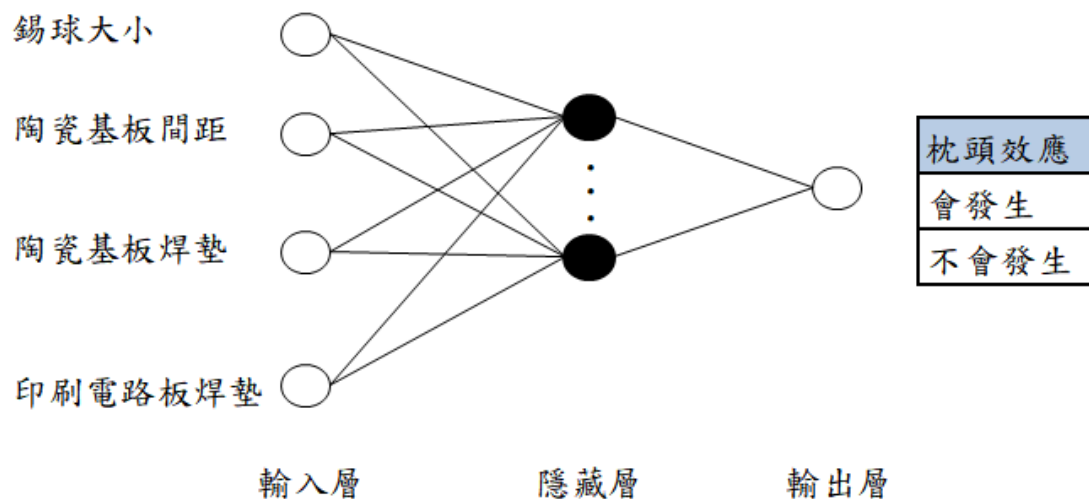 錫球大小
陶瓷基板間距
陶瓷基板焊墊
印刷電路板焊墊
枕頭效應
會發生
不會發生
輸入層
隱藏層
輸出層